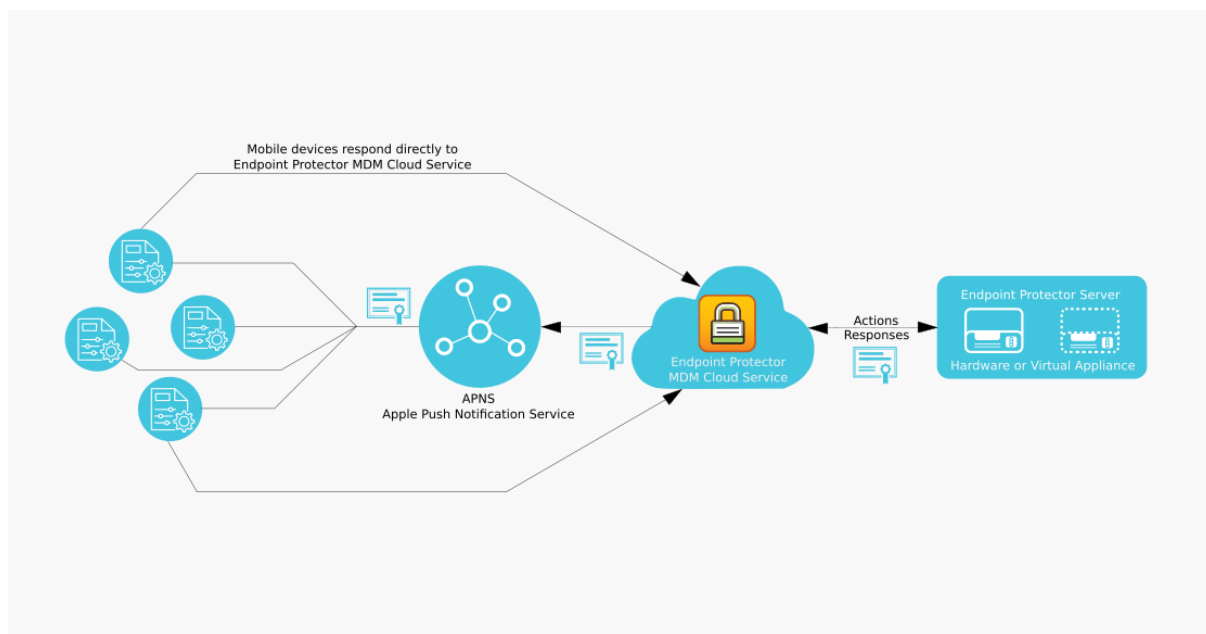 Mobile devices respond directly to
Endpoint Protector MDM Cloud Service
APNS
Apple Push Notification Service
Endpoint Protector
MDM Cloud Service
Actions
Responses
Endpoint Protector Server
Hardware or Virtual Appliance